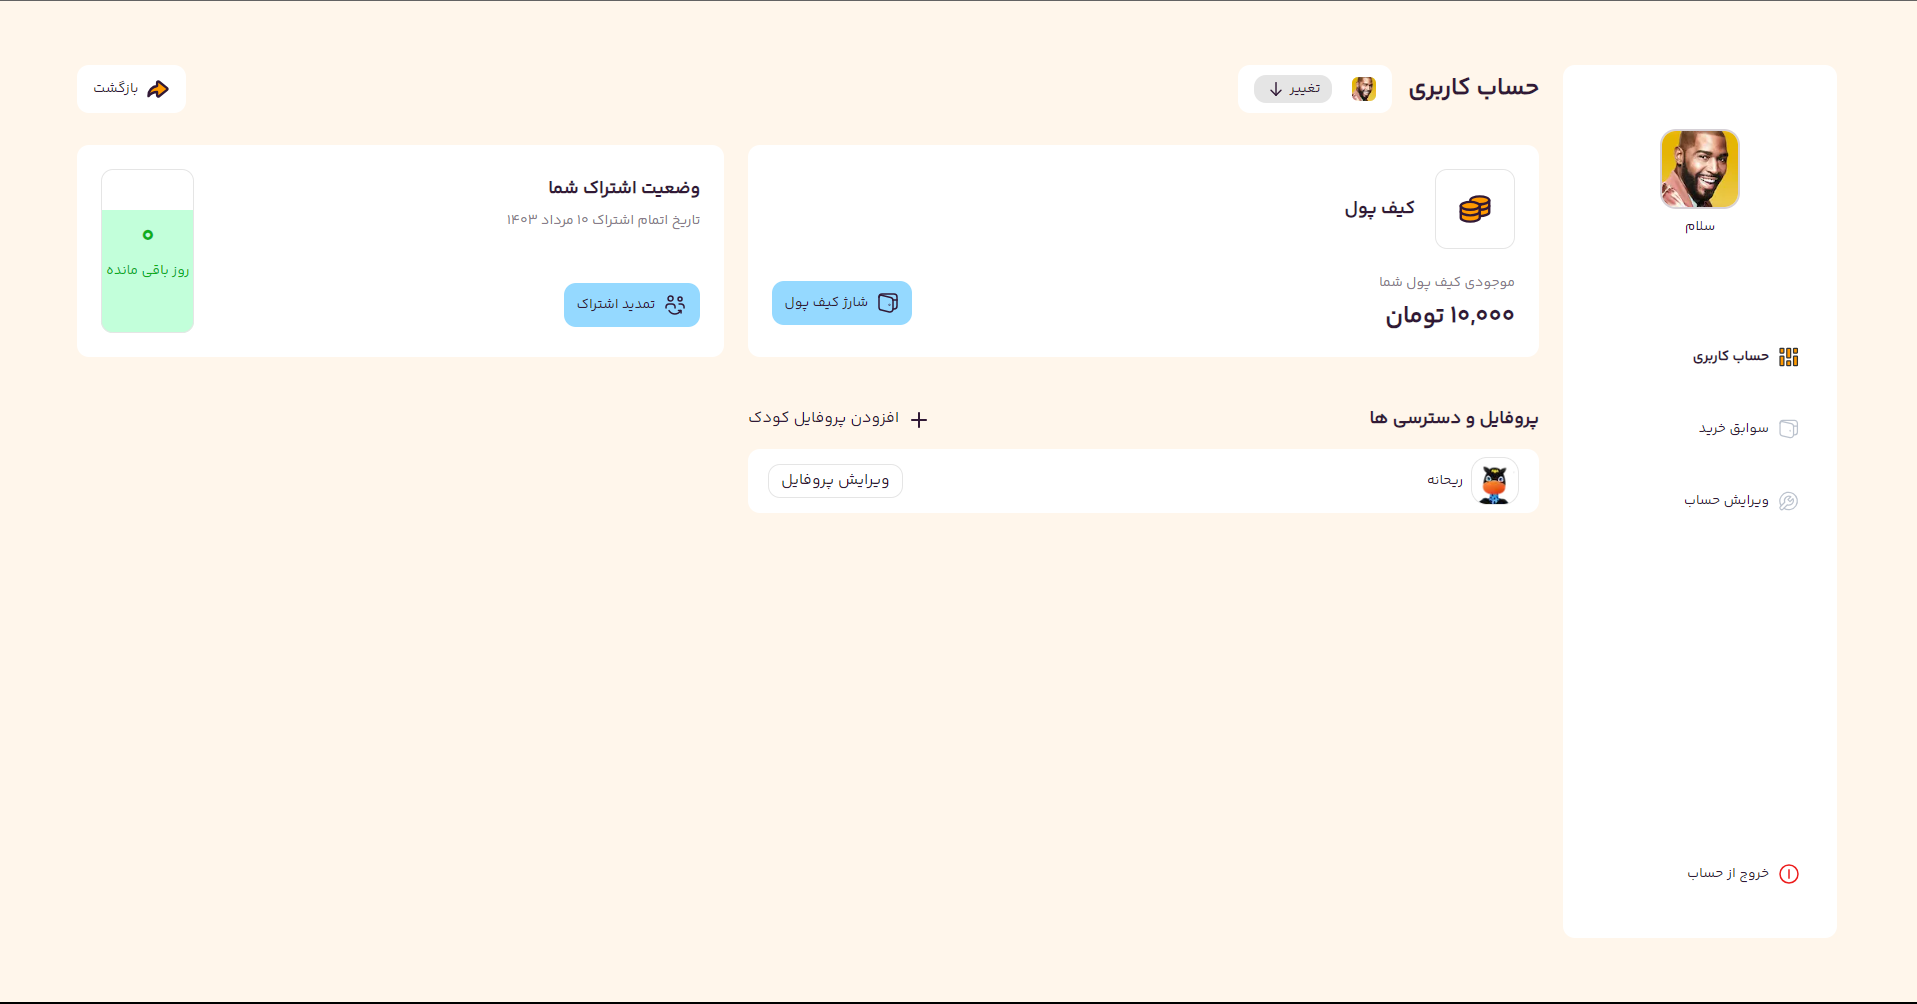 حساب کاربری
تغییر
بازگشت
سلام
حساب کاربری
سوابق خرید
ویرایش حساب
خروج از حساب
کیف پول
موجودی کیف پول شما
۱۰,۰۰۰ تومان
شارژ کیف پول
وضعیت اشتراک شما
تاریخ اتمام اشتراک ۱۰ مرداد ۱۴۰۳
تمدید اشتراک
۰
روز باقی مانده
پروفایل و دسترسی ها
افزودن پروفایل کودک
ریحانه
ویرایش پروفایل